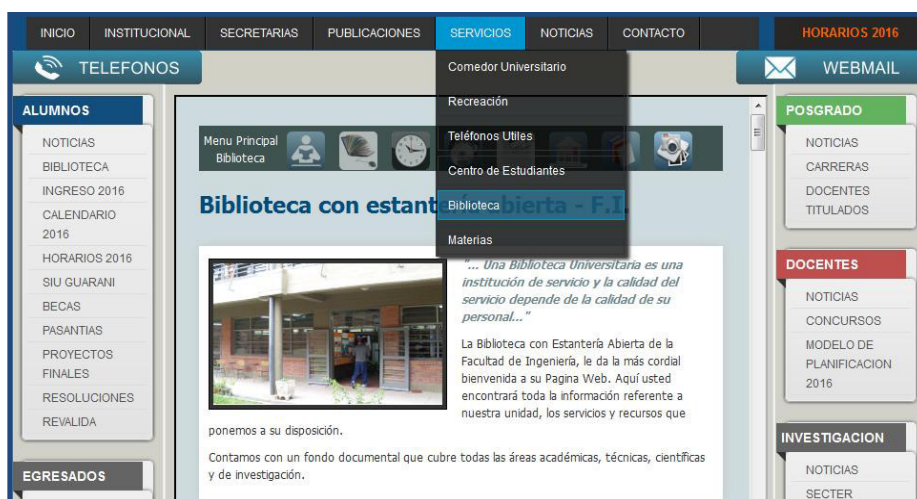 INICIO INSTITUCIONAL SECRETARIAS PUBLICACIONES SERVICIOS NOTICIAS CONTACTO HORARIOS 2016
TELEFONOS
WEBMAIL
Comedor Universitario
Recreación
Teléfonos Utiles
Centro de Estudiantes
Biblioteca
Materias
ALUMNOS
NOTICIAS
BIBLIOTECA
INGRESO 2016
CALENDARIO
2016
HORARIOS 2016
SIU GUARANI
BECAS
PASANTIAS
PROYECTOS
FINALES
RESOLUCIONES
REVALIDA
EGRESADOS
Menu Principal
Biblioteca
Biblioteca con estantería abierta - F.I.
"... Una Biblioteca Universitaria es una
institución de servicio y la calidad del
servicio depende de la calidad de su
personal..."
La Biblioteca con Estantería Abierta de la
Facultad de Ingeniería, le da la más cordial
bienvenida a su Pagina Web. Aquí usted
encontrará toda la información referente a
nuestra unidad, los servicios y recursos que
ponemos a su disposición.
Contamos con un fondo documental que cubre todas las áreas académicas, técnicas, científicas
y de investigación.
POSGRADO
NOTICIAS
CARRERAS
DOCENTES
TITULADOS
DOCENTES
NOTICIAS
CONCURSOS
MODELO DE
PLANIFICACION
2016
INVESTIGACION
NOTICIAS
SECTER